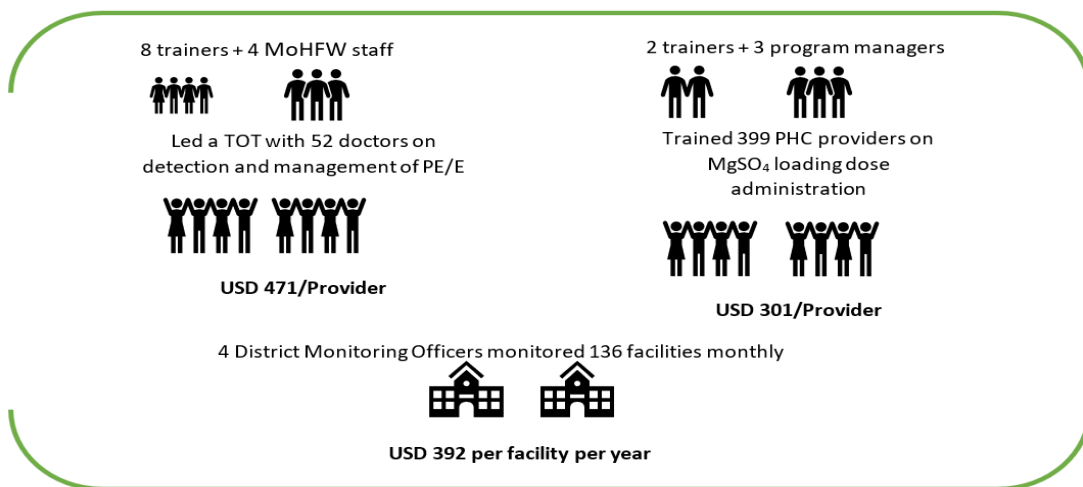 8 trainers + 4 MoHFW staff
Led a TOT with 52 doctors on
detection and management of PE/E
USD 471/Provider
2 trainers + 3 program managers
Trained 399 PHC providers on
MgSO₄ loading dose
administration
USD 301/Provider
4 District Monitoring Officers monitored 136 facilities monthly
USD 392 per facility per year